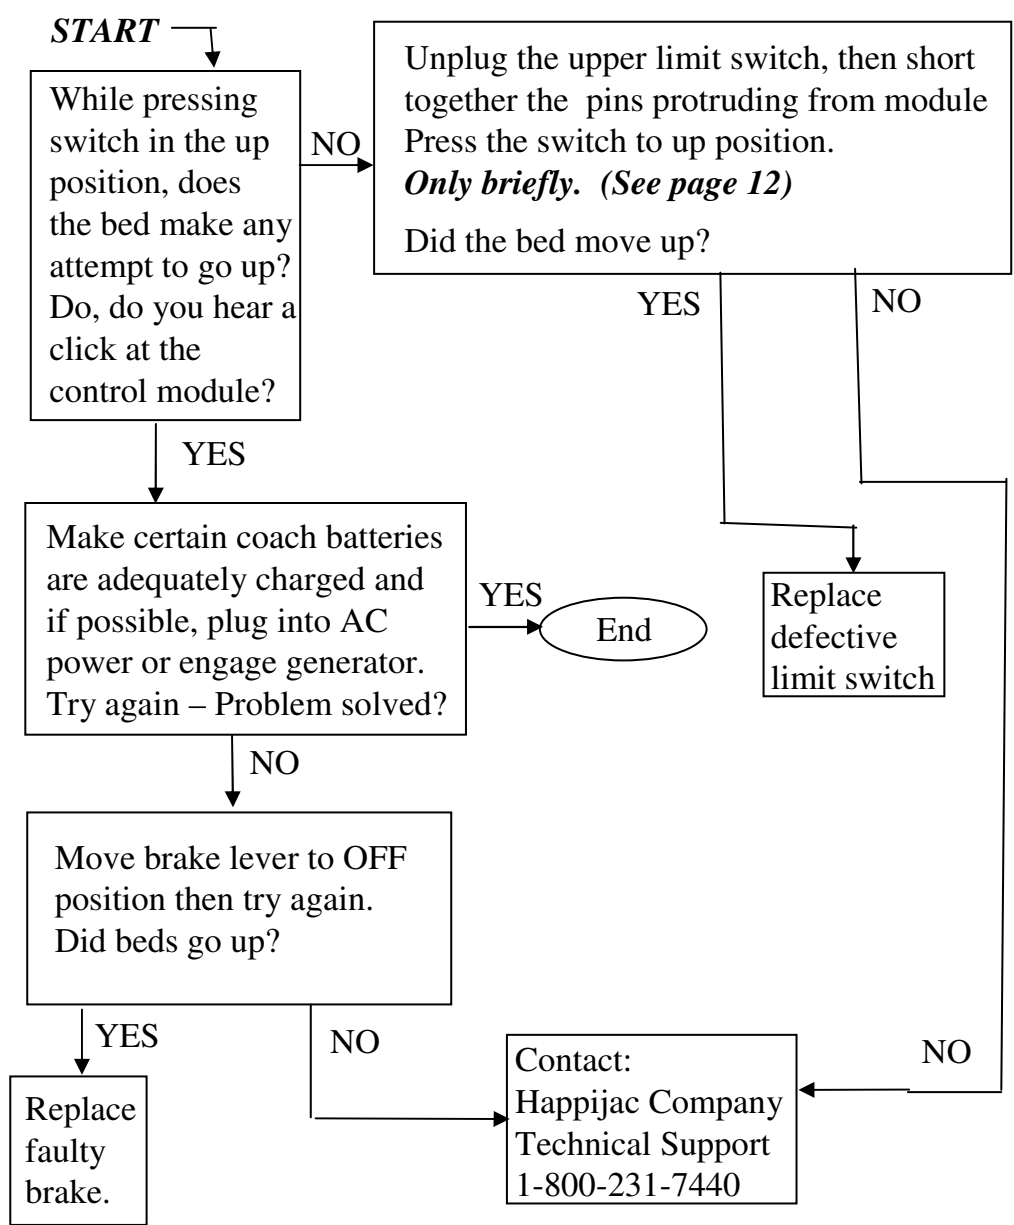 START
While pressing
switch in the up
position, does
the bed make any
attempt to go up?
Do, do you hear a
click at the
control module?
NO
Unplug the upper limit switch, then short
together the  pins protruding from module
Press the switch to up position.
Only briefly.  (See page 12)
Did the bed move up?
YES
NO
YES
Make certain coach batteries
are adequately charged and
if possible, plug into AC
power or engage generator.
Try again – Problem solved?
YES
End
Replace
defective
limit switch
NO
Move brake lever to OFF
position then try again.
Did beds go up?
YES
NO
NO
Replace
faulty
brake.
Contact:
Happijac Company
Technical Support
1-800-231-7440